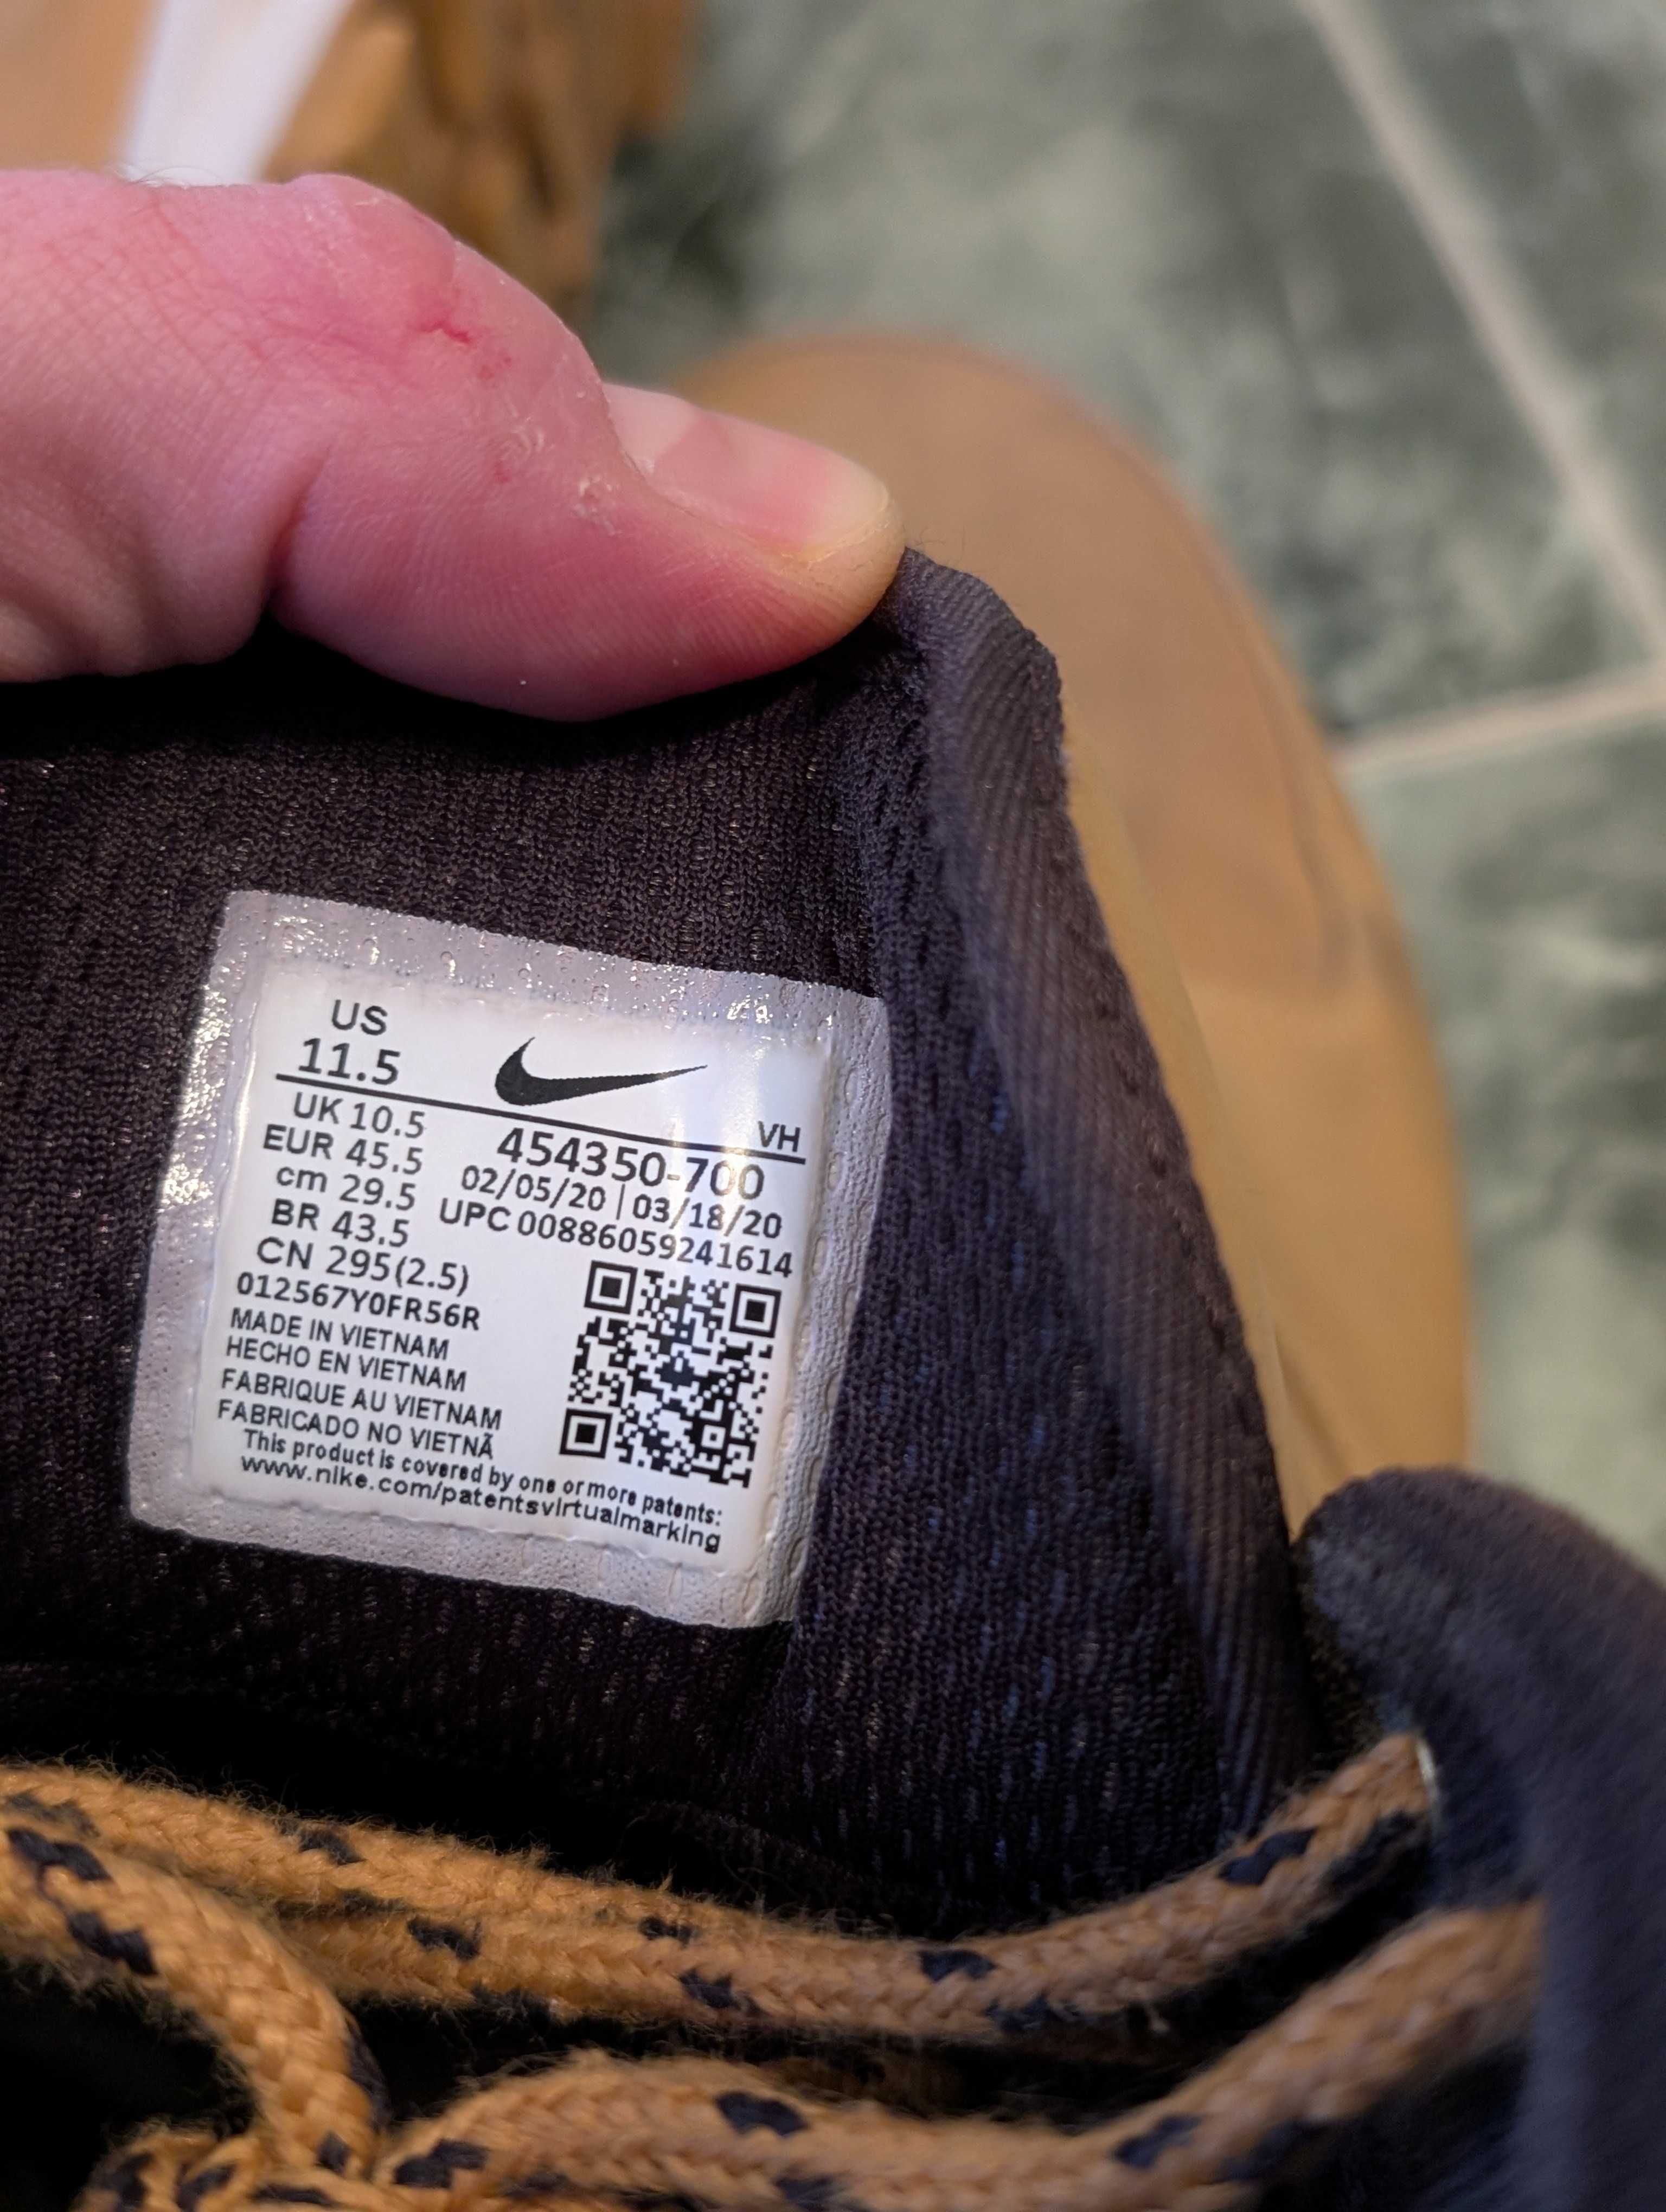 US
11.5
VH
UK 10.5
EUR 45.5
cm 29.5
BR 43.5
CN 295(2.5)
012567Y0FR56R
454350-700
02/05/20 | 03/18/20
UPC 00886059241614
MADE IN VIETNAM
HECHO EN VIETNAM
FABRIQUE AU VIETNAM
FABRICADO NO VIETNÃ
This product is covered by one or more patents:
www.nike.com/patentsvirtualmarking